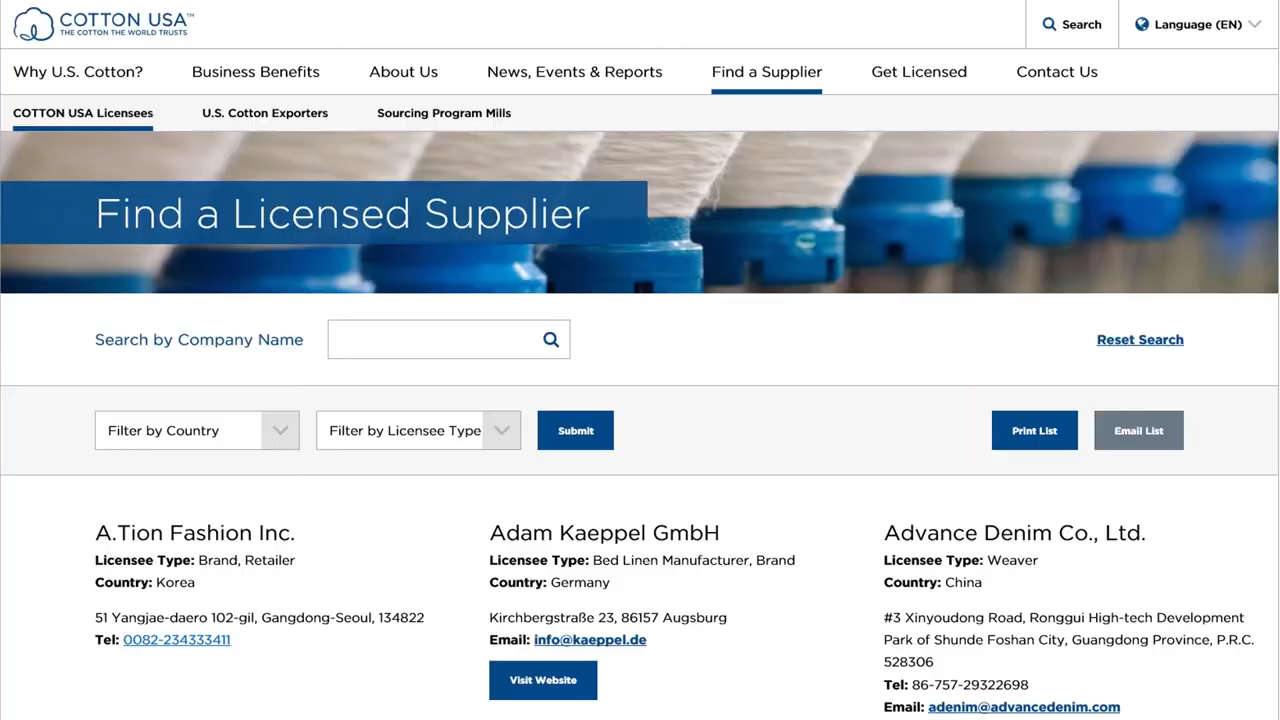 COTTON USA™
THE COTTON THE WORLD TRUSTS
Search
Language (EN)
Why U.S. Cotton?
Business Benefits
About Us
News, Events & Reports
Find a Supplier
Get Licensed
Contact Us
COTTON USA Licensees
U.S. Cotton Exporters
Sourcing Program Mills
Find a Licensed Supplier
Search by Company Name
Reset Search
Filter by Country
Filter by Licensee Type
Submit
Print List
Email List
A.Tion Fashion Inc.
Licensee Type: Brand, Retailer
Country: Korea
51 Yangjae-daero 102-gil, Gangdong-Seoul, 134822
Tel: 0082-234333411
Adam Kaeppel GmbH
Licensee Type: Bed Linen Manufacturer, Brand
Country: Germany
Kirchbergstraße 23, 86157 Augsburg
Email: info@kaeppel.de
Visit Website
Advance Denim Co., Ltd.
Licensee Type: Weaver
Country: China
#3 Xinyoudong Road, Ronggui High-tech Development
Park of Shunde Foshan City, Guangdong Province, P.R.C.
528306
Tel: 86-757-29322698
Email: adenim@advancedenim.com